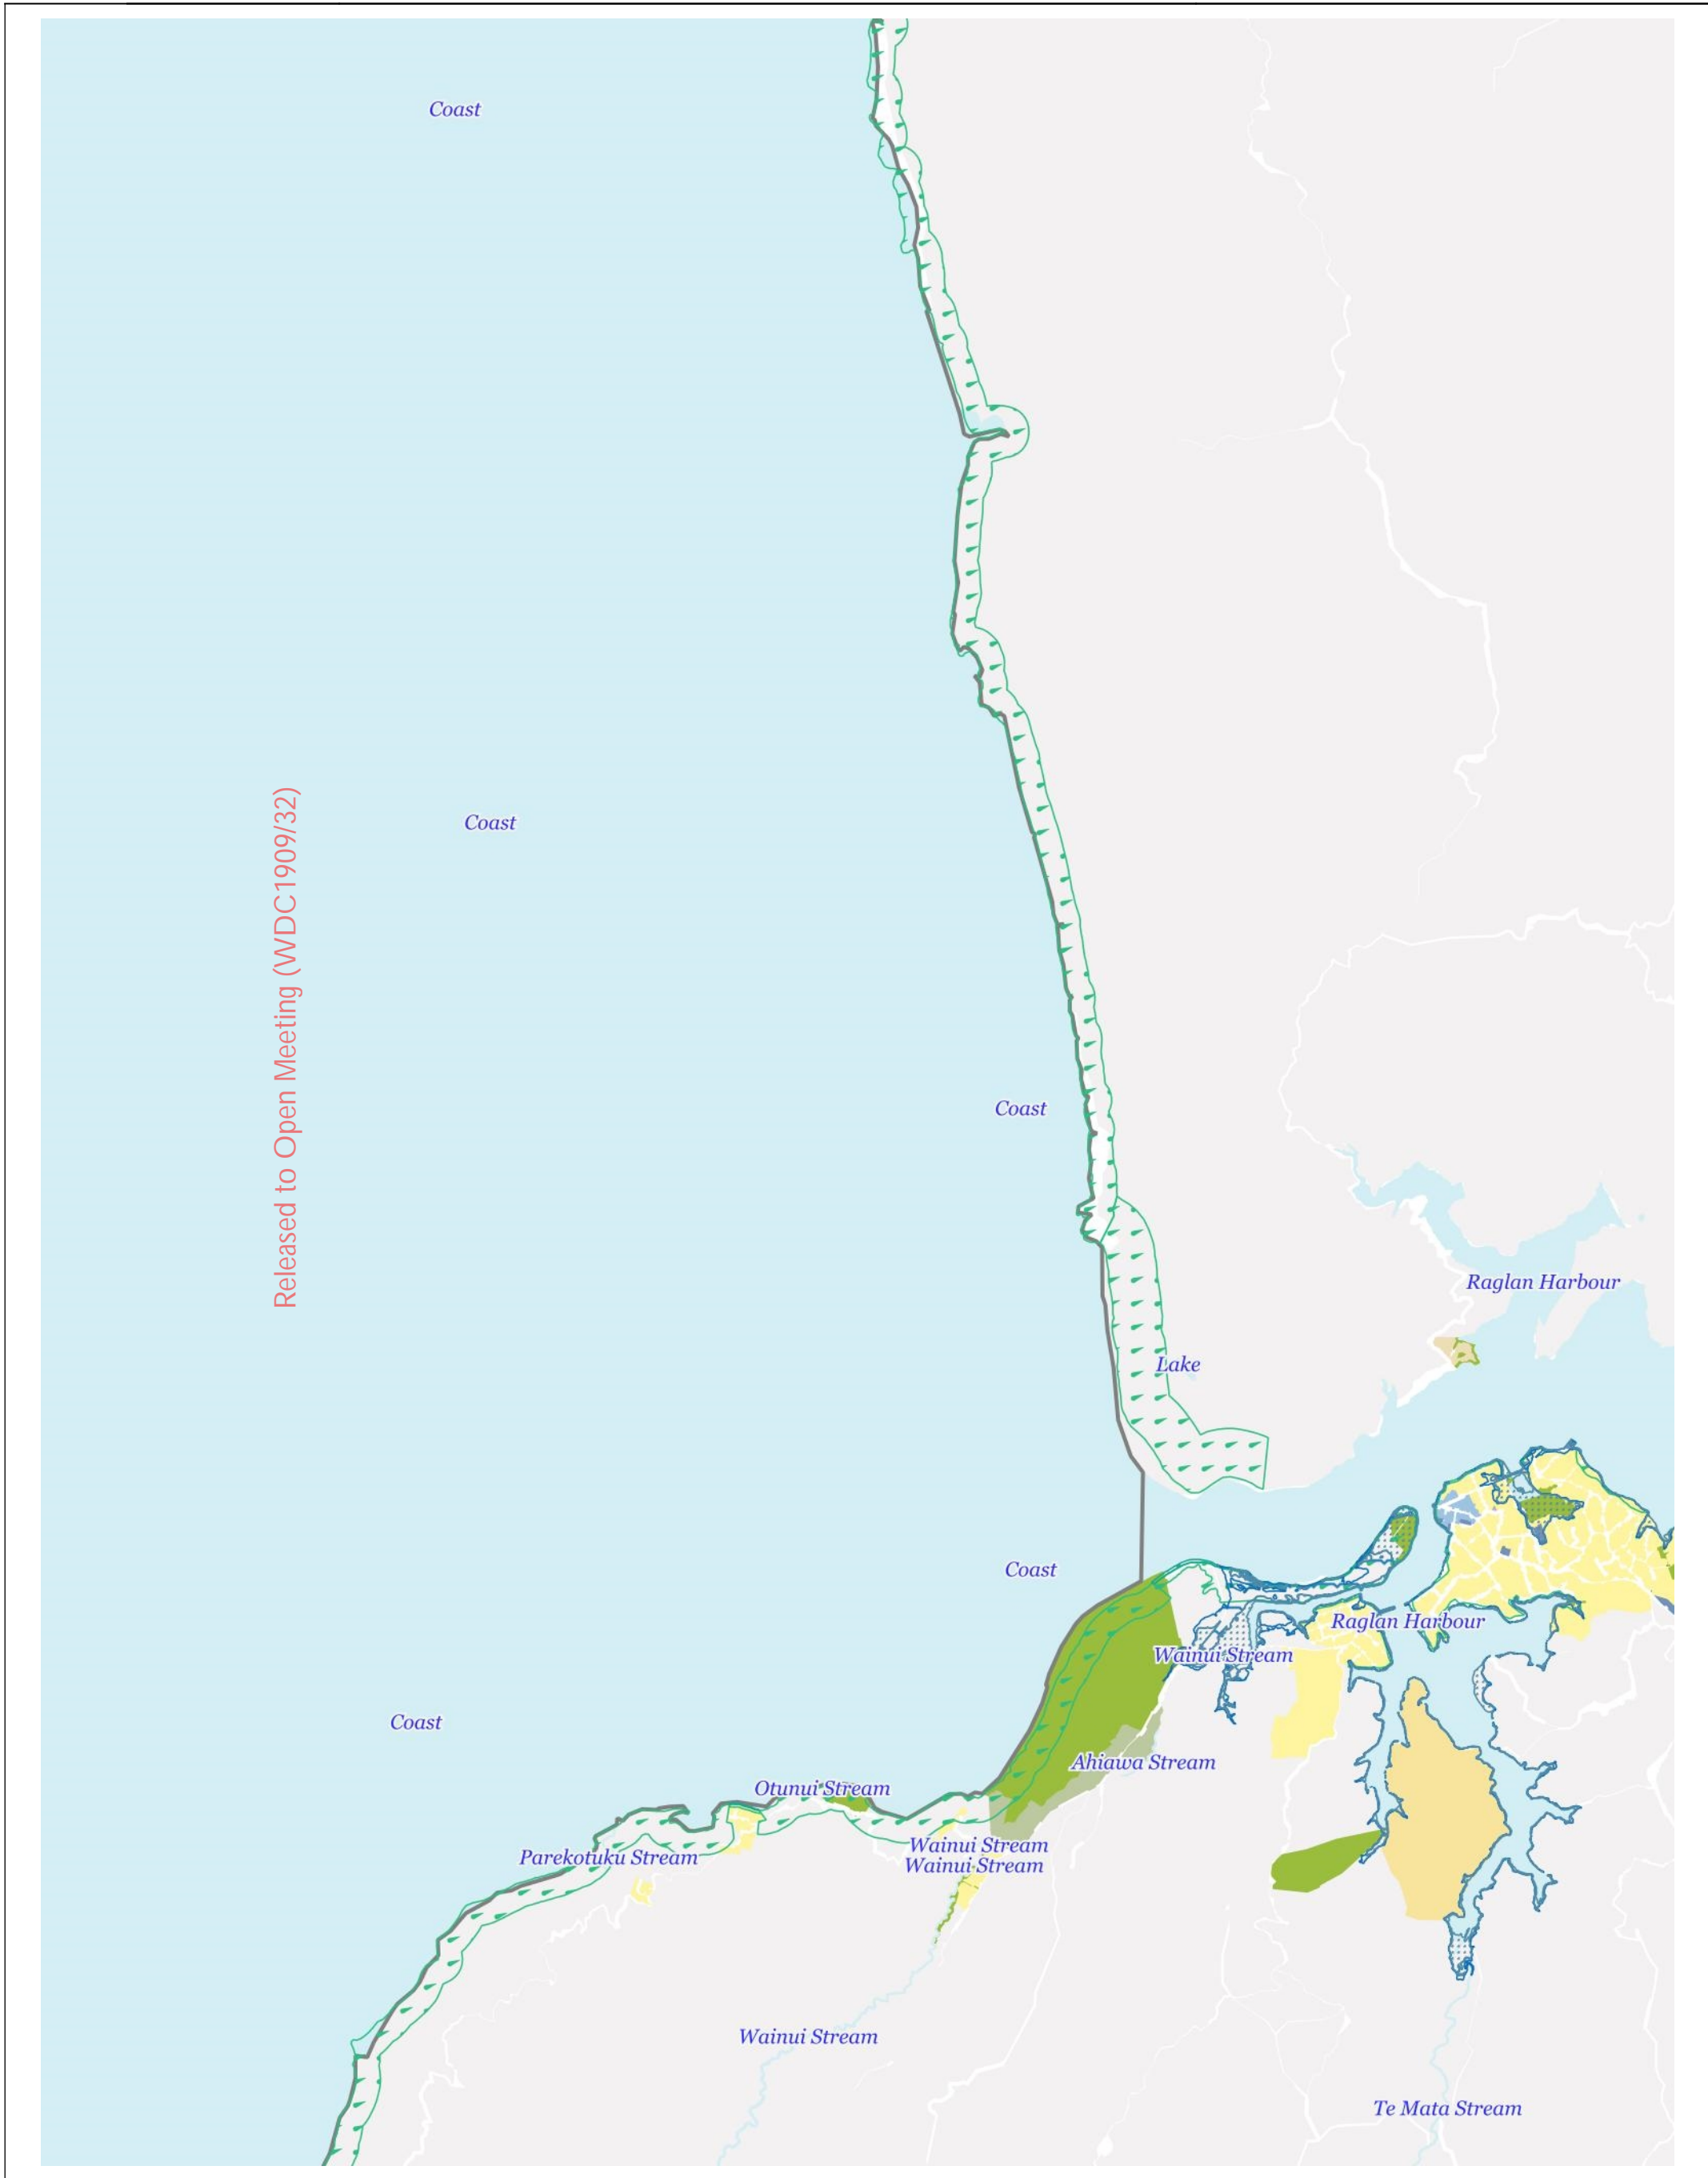 Coast
Coast
Released to Open Meeting (WDC1909/32)
Coast
Raglan Harbour
Lake
Coast
Raglan Harbour
Wainui Stream
Coast
Ahiawa Stream
Otunui Stream
Wainui Stream
Parekotuku Stream
Wainui Stream
Wainui Stream
Te Mata Stream